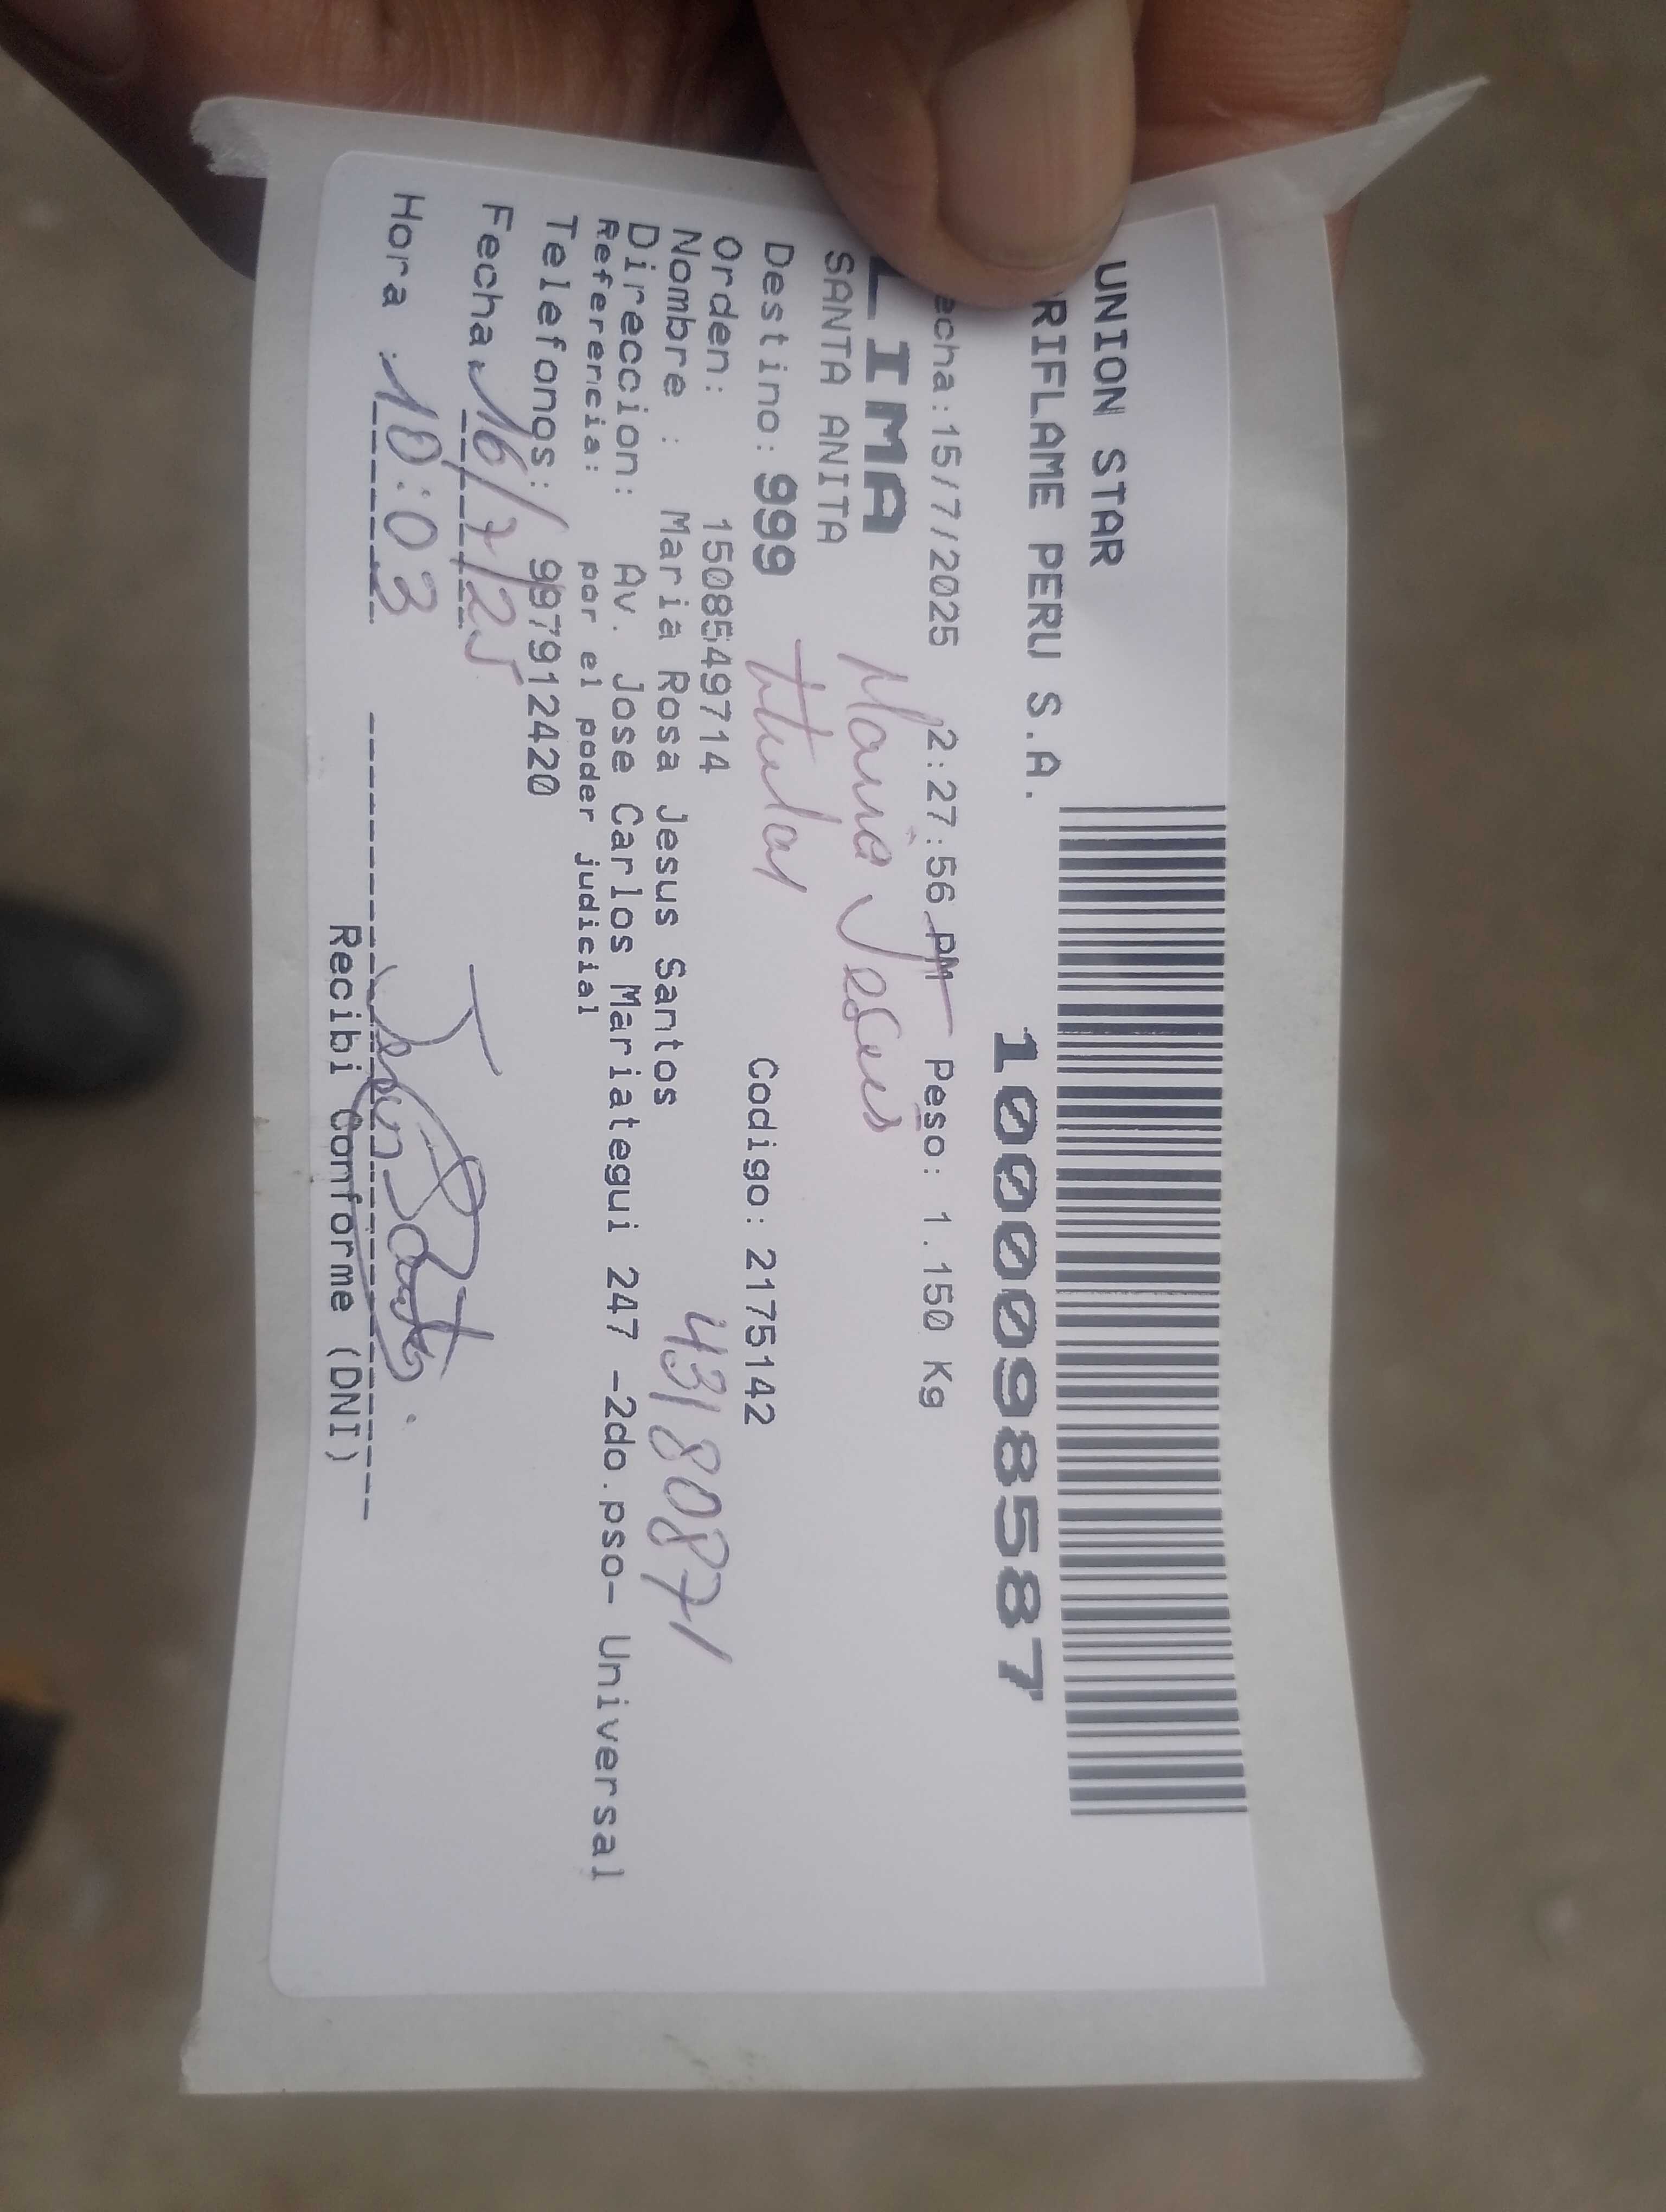 UNION STAR
RIFLAME PERU S.A.
1000098587
echa:15/7/2025 2:27:56 PM Peso: 1.150 Kg
LIMA
SANTA ANITA
Maria Jesus
Destino: 999
titular
Codigo: 2175142
Orden: 1508549714
43180871
Nombre : Maria Rosa Jesus Santos
Direccion: Av. Jose Carlos Mariategui 247 -2do.pso- Universal
Referencia: por el poder judicial
Telefonos: 997912420
Fecha 16/7/25
Hora : 10:03
Recibi Conforme (DNI)